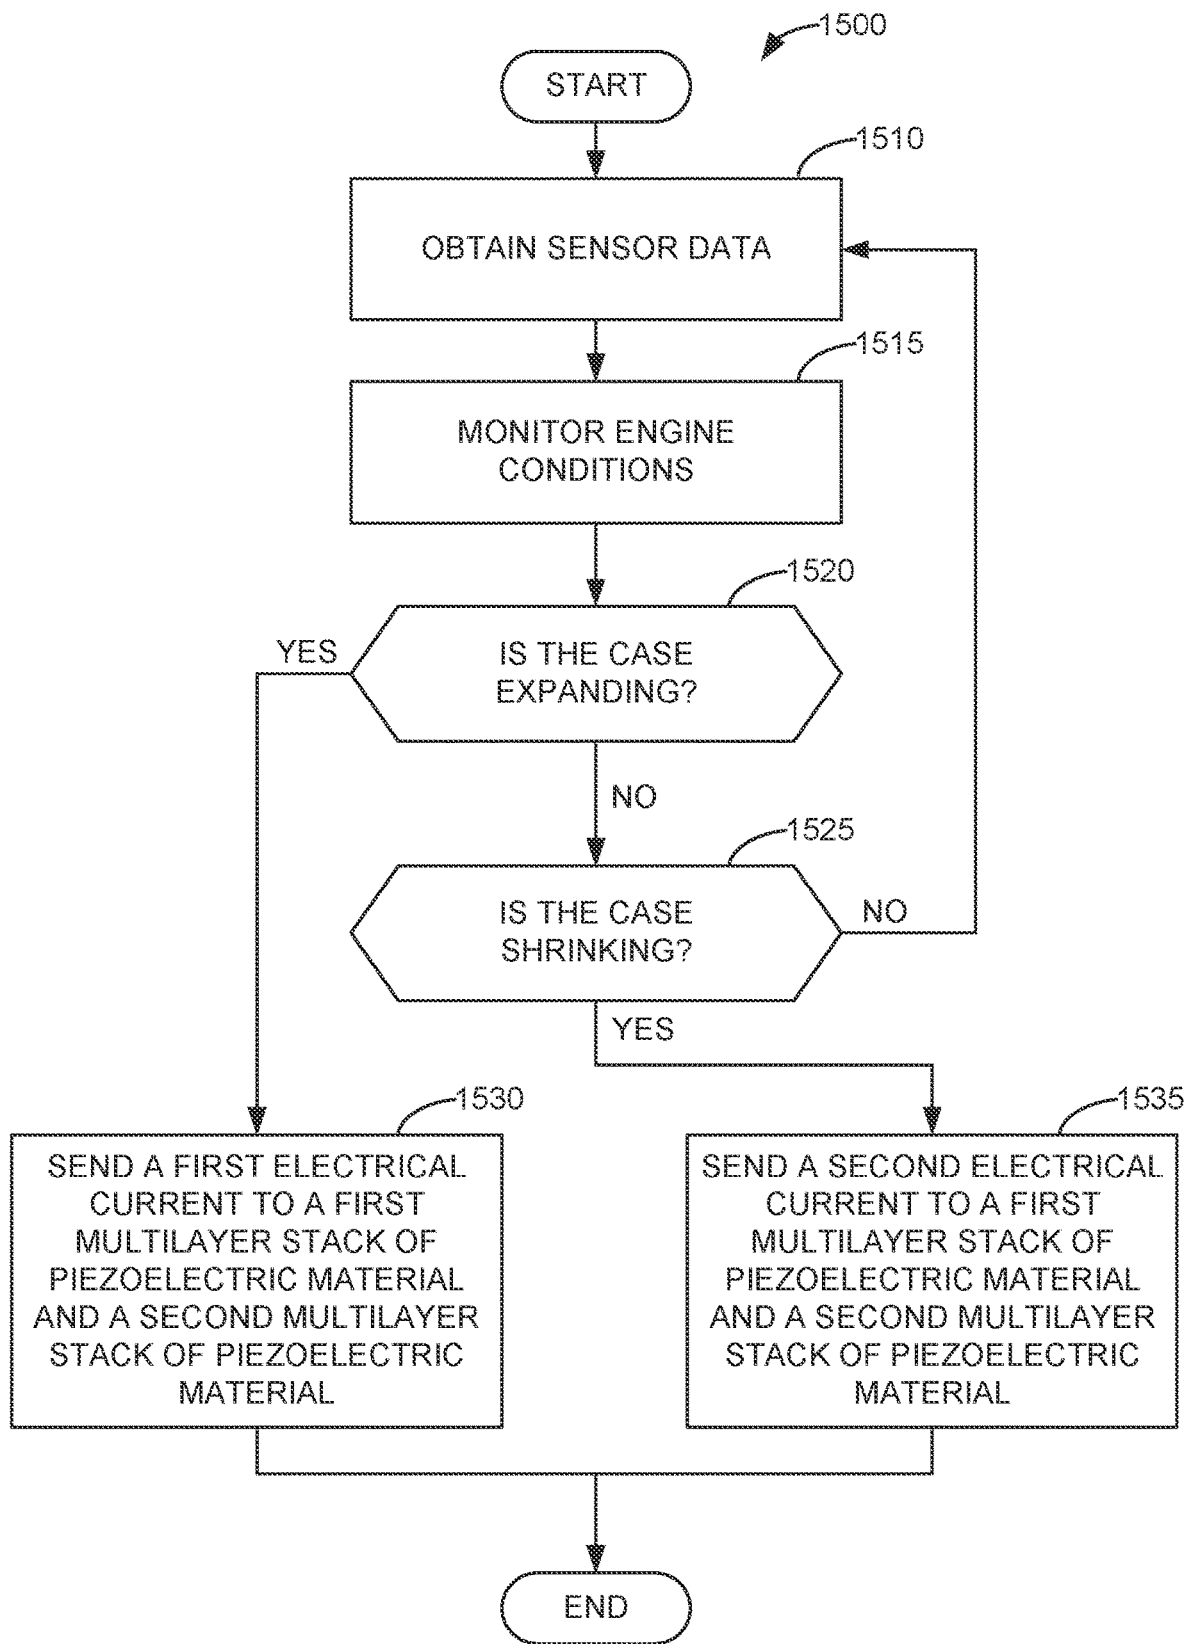 1500
START
1510
OBTAIN SENSOR DATA
1515
MONITOR ENGINE
CONDITIONS
1520
YES
IS THE CASE
EXPANDING?
NO
1525
IS THE CASE
SHRINKING?
NO
YES
1530
SEND A FIRST ELECTRICAL
CURRENT TO A FIRST
MULTILAYER STACK OF
PIEZOELECTRIC MATERIAL
AND A SECOND MULTILAYER
STACK OF PIEZOELECTRIC
MATERIAL
1535
SEND A SECOND ELECTRICAL
CURRENT TO A FIRST
MULTILAYER STACK OF
PIEZOELECTRIC MATERIAL
AND A SECOND MULTILAYER
STACK OF PIEZOELECTRIC
MATERIAL
END